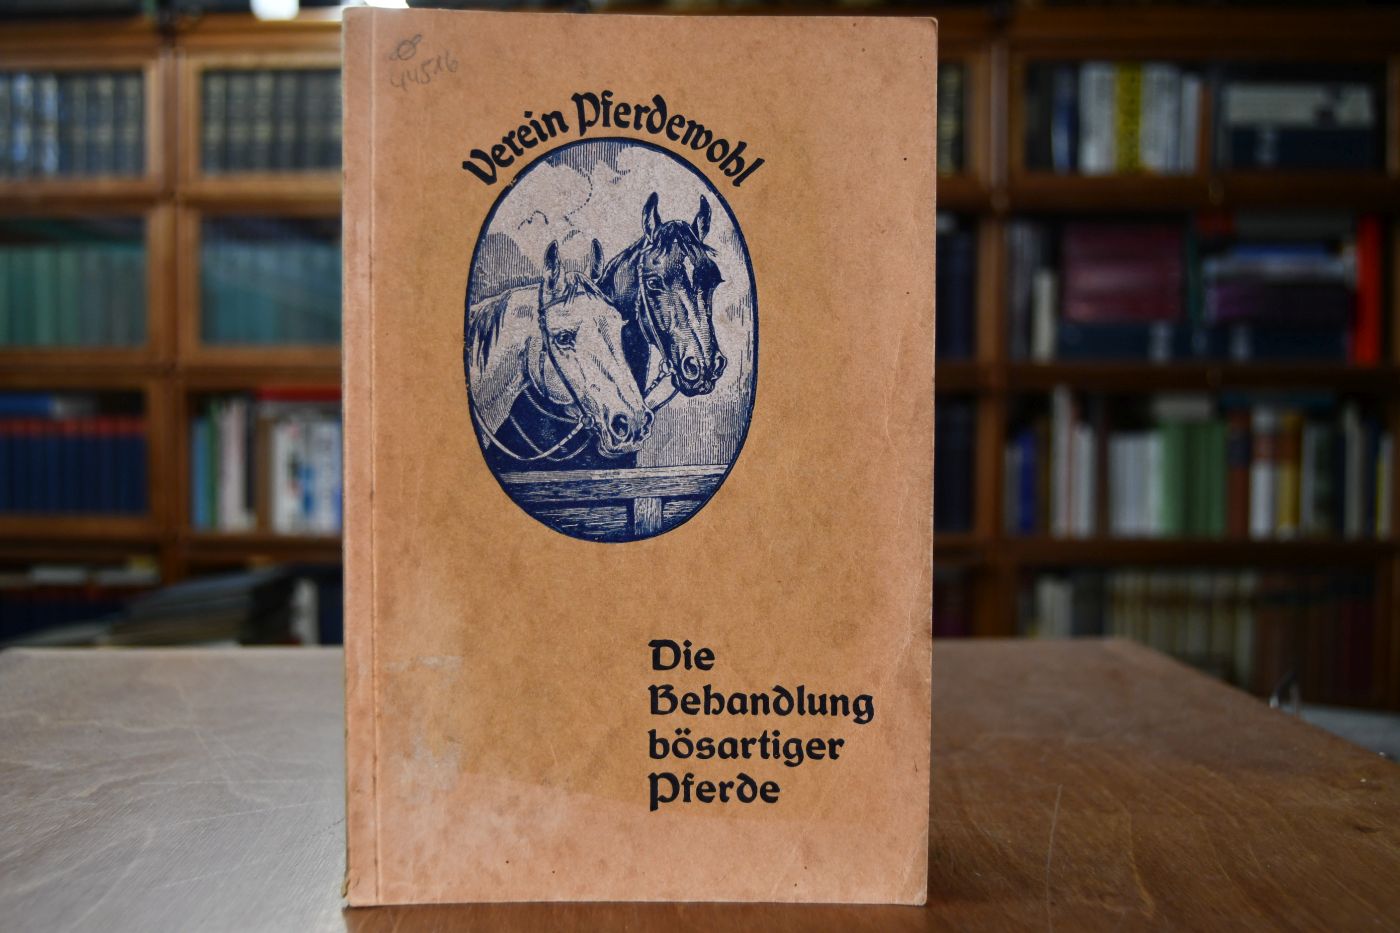 44516
Verein Pferdewohl
Die
Behandlung
bösartiger
Pferde